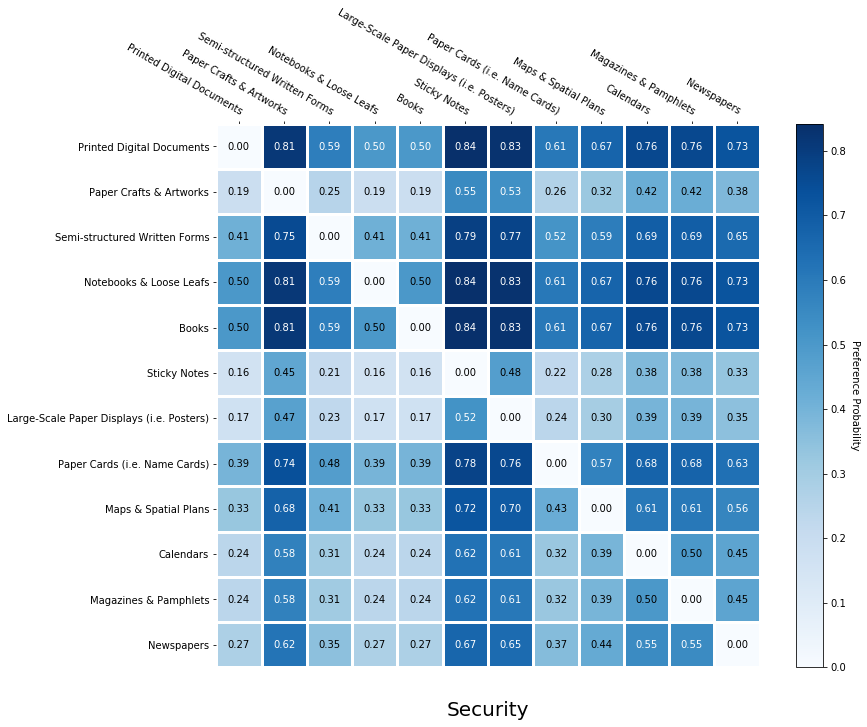 Printed Digital Documents
Paper Crafts & Artworks
Semi-structured Written Forms
Notebooks & Loose Leafs
Books
Sticky Notes
Large-Scale Paper Displays (i.e. Posters)
Paper Cards (i.e. Name Cards)
Maps & Spatial Plans
Calendars
Magazines & Pamphlets
Newspapers
Printed Digital Documents 0.00 0.81 0.59 0.50 0.50 0.84 0.83 0.61 0.67 0.76 0.76 0.73
Paper Crafts & Artworks 0.19 0.00 0.25 0.19 0.19 0.55 0.53 0.26 0.32 0.42 0.42 0.38
Semi-structured Written Forms 0.41 0.75 0.00 0.41 0.41 0.79 0.77 0.52 0.59 0.69 0.69 0.65
Notebooks & Loose Leafs 0.50 0.81 0.59 0.00 0.50 0.84 0.83 0.61 0.67 0.76 0.76 0.73
Books 0.50 0.81 0.59 0.50 0.00 0.84 0.83 0.61 0.67 0.76 0.76 0.73
Sticky Notes 0.16 0.45 0.21 0.16 0.16 0.00 0.48 0.22 0.28 0.38 0.38 0.33
Large-Scale Paper Displays (i.e. Posters) 0.17 0.47 0.23 0.17 0.17 0.52 0.00 0.24 0.30 0.39 0.39 0.35
Paper Cards (i.e. Name Cards) 0.39 0.74 0.48 0.39 0.39 0.78 0.76 0.00 0.57 0.68 0.68 0.63
Maps & Spatial Plans 0.33 0.68 0.41 0.33 0.33 0.72 0.70 0.43 0.00 0.61 0.61 0.56
Calendars 0.24 0.58 0.31 0.24 0.24 0.62 0.61 0.32 0.39 0.00 0.50 0.45
Magazines & Pamphlets 0.24 0.58 0.31 0.24 0.24 0.62 0.61 0.32 0.39 0.50 0.00 0.45
Newspapers 0.27 0.62 0.35 0.27 0.27 0.67 0.65 0.37 0.44 0.55 0.55 0.00
0.8
0.7
0.6
0.5
0.4
0.3
0.2
0.1
0.0
Preference Probability
Security